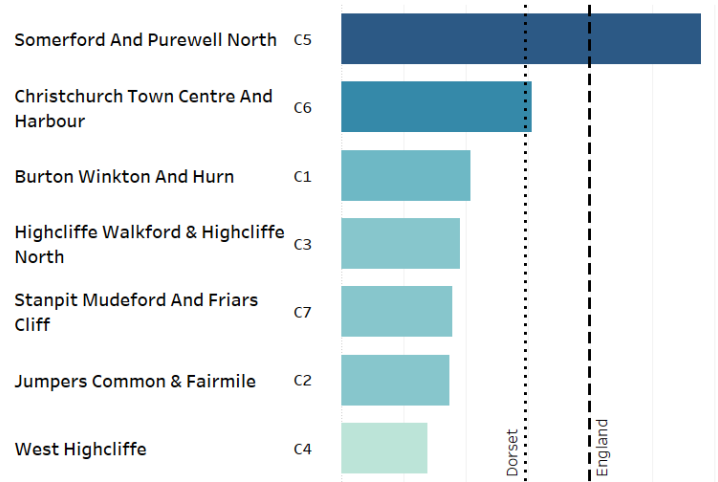 Somerford And Purewell North C5
Christchurch Town Centre And
Harbour C6
Burton Winkton And Hurn C1
Highcliffe Walkford & Highcliffe
North C3
Stanpit Mudeford And Friars
Cliff C7
Jumpers Common & Fairmile C2
West Highcliffe C4
Dorset
England